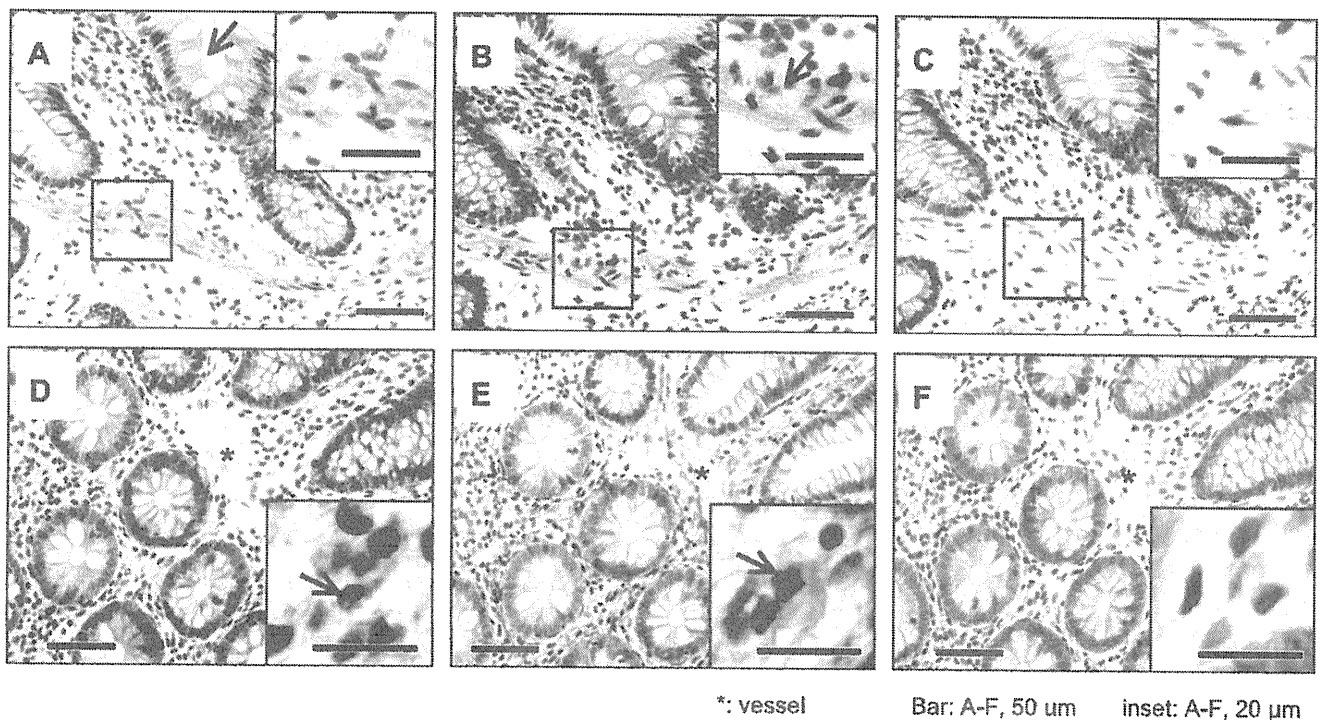 A
B
C
D
*
E
*
F
*
*: vessel
Bar: A-F, 50 um
inset: A-F, 20 µm